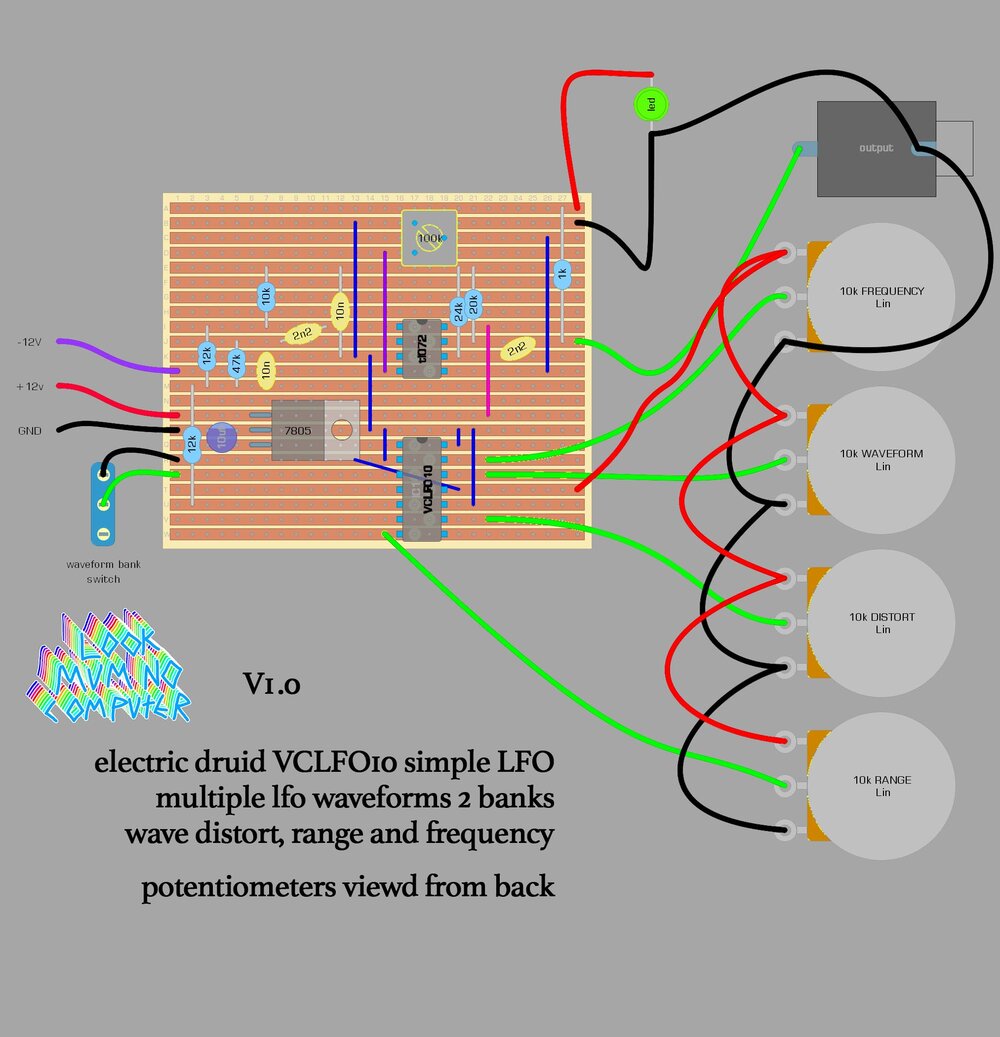 led
output
100k
1k
10k
10n
24k
20k
10k FREQUENCY
Lin
2n2
12k
47k
10n
2n2
-12V
+12v
GND
12k
10u
7805
VCLFO10
10k WAVEFORM
Lin
waveform bank
switch
LOOK
MUM NO
COMPUTER
V1.0
10k DISTORT
Lin
electric druid VCLFO10 simple LFO
multiple lfo waveforms 2 banks
wave distort, range and frequency
10k RANGE
Lin
potentiometers viewd from back